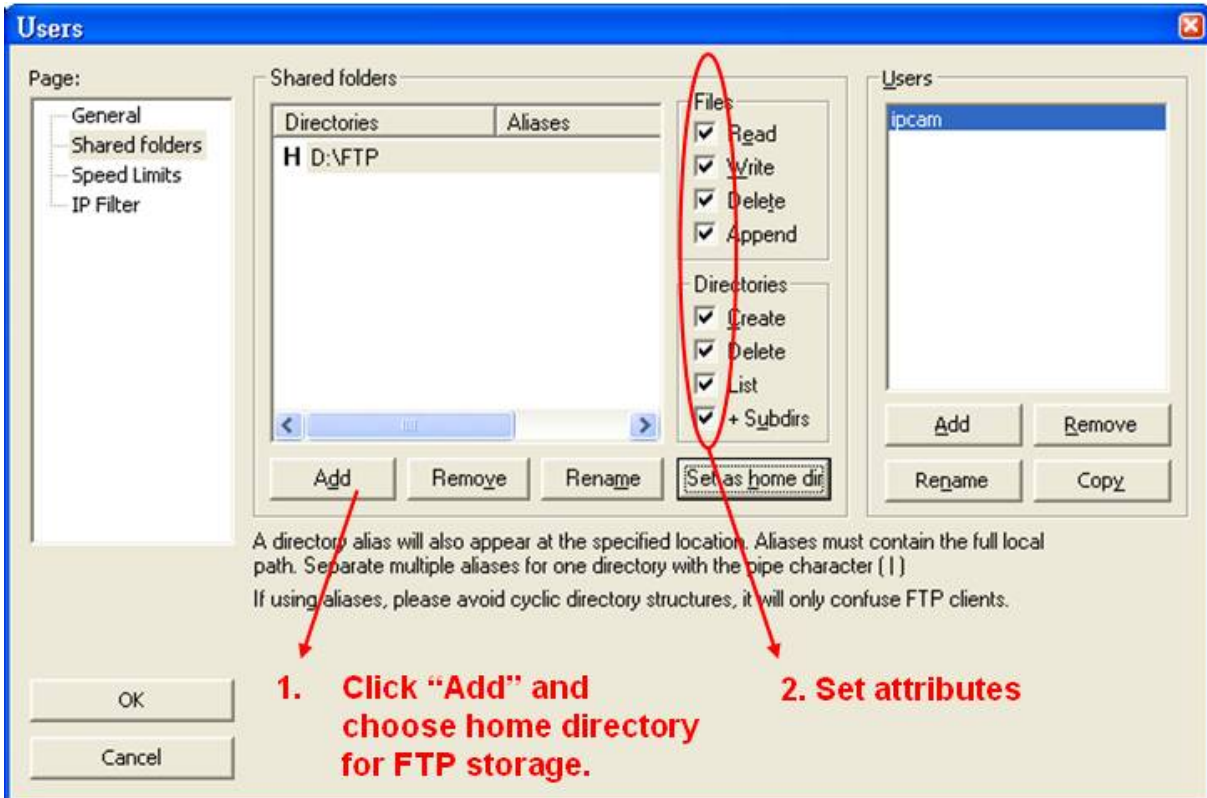 Users
Page:
General
Shared folders
Speed Limits
IP Filter
Shared folders
Directories Aliases
H D:\FTP
Files
Read
Write
Delete
Append
Directories
Create
Delete
List
+ Subdirs
Add Remove Rename Set as home dir
Users
ipcam
Add Remove
Rename Copy
A directory alias will also appear at the specified location. Aliases must contain the full local
path. Separate multiple aliases for one directory with the pipe character ( | )
If using aliases, please avoid cyclic directory structures, it will only confuse FTP clients.
OK
Cancel
1. Click “Add” and
choose home directory
for FTP storage.
2. Set attributes